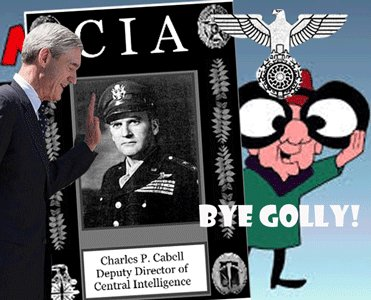 CIA
Charles P. Cabell
Deputy Director of
Central Intelligence
BYE GOLLY!